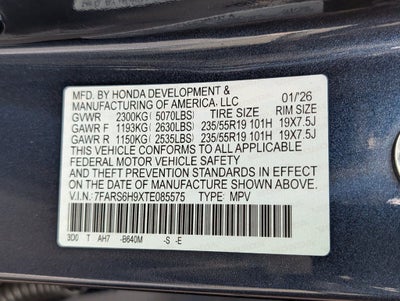 MFD. BY HONDA DEVELOPMENT &
MANUFACTURING OF AMERICA, LLC 01/'26
GVWR 2300KG ( 5070LBS) TIRE SIZE RIM SIZE
GAWR F 1193KG ( 2630LBS) 235/55R19 101H 19X7.5J
GAWR R 1150KG ( 2535LBS) 235/55R19 101H 19X7.5J
THIS VEHICLE CONFORMS TO ALL APPLICABLE
FEDERAL MOTOR VEHICLE SAFETY
AND THEFT PREVENTION STANDARDS IN EFFECT
ON THE DATE OF MANUFACTURE SHOWN ABOVE.
V.I.N.: 7FARS6H9XTE085575 TYPE: MPV
3D0 T AH7 -B640M -S -E